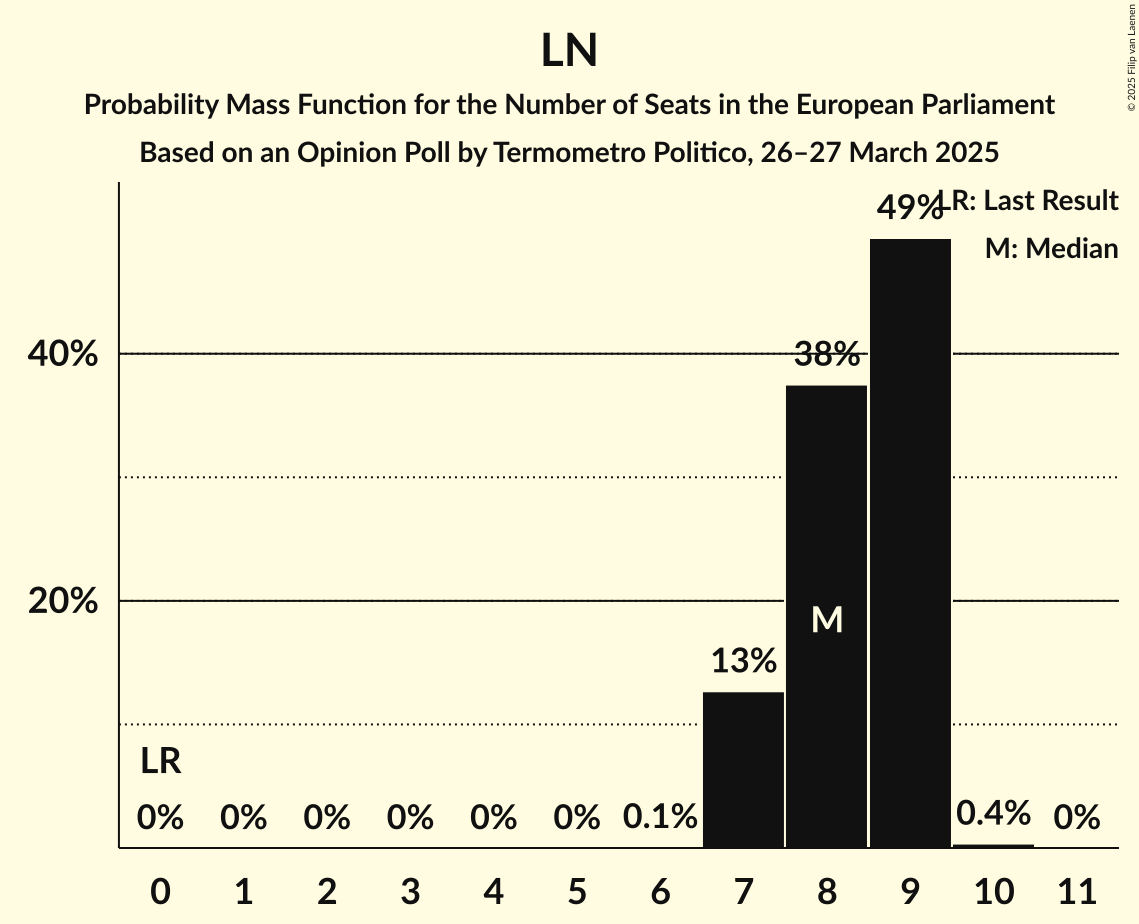 LN
Probability Mass Function for the Number of Seats in the European Parliament
Based on an Opinion Poll by Termometro Politico, 26–27 March 2025
© 2025 Filip van Laenen
LR: Last Result
M: Median
49%
40%
38%
20%
M
13%
LR
0% 0% 0% 0% 0% 0% 0.1% 0.4% 0%
0 1 2 3 4 5 6 7 8 9 10 11